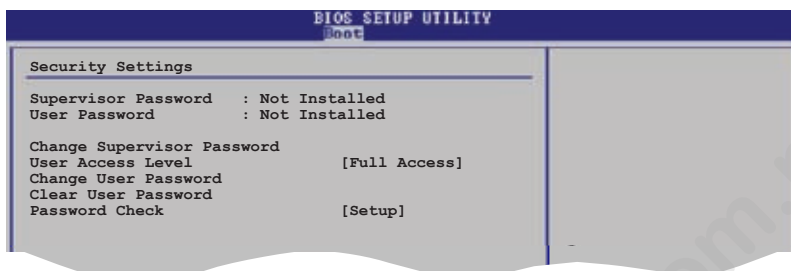 BIOS SETUP UTILITY
Boot
Security Settings
Supervisor Password : Not Installed
User Password : Not Installed
Change Supervisor Password
User Access Level [Full Access]
Change User Password
Clear User Password
Password Check [Setup]